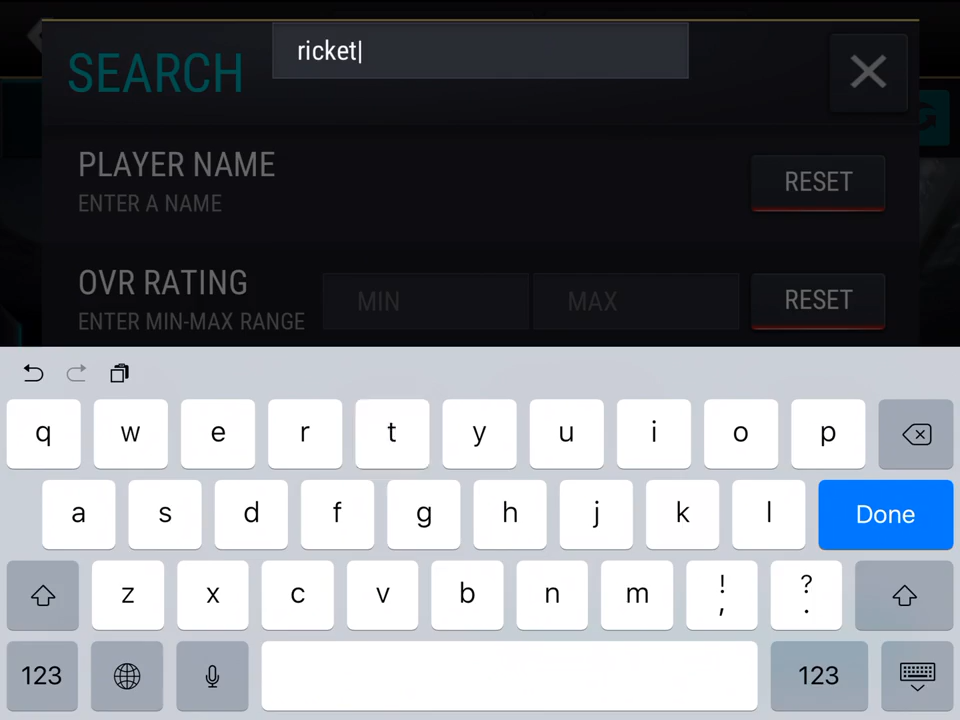 ricket
SEARCH
PLAYER NAME
ENTER A NAME
RESET
OVR RATING
ENTER MIN-MAX RANGE
MIN
MAX
RESET
q w e r t y u i o p
a s d f g h j k l Done
z x c v b n m ! , ? .
123 123